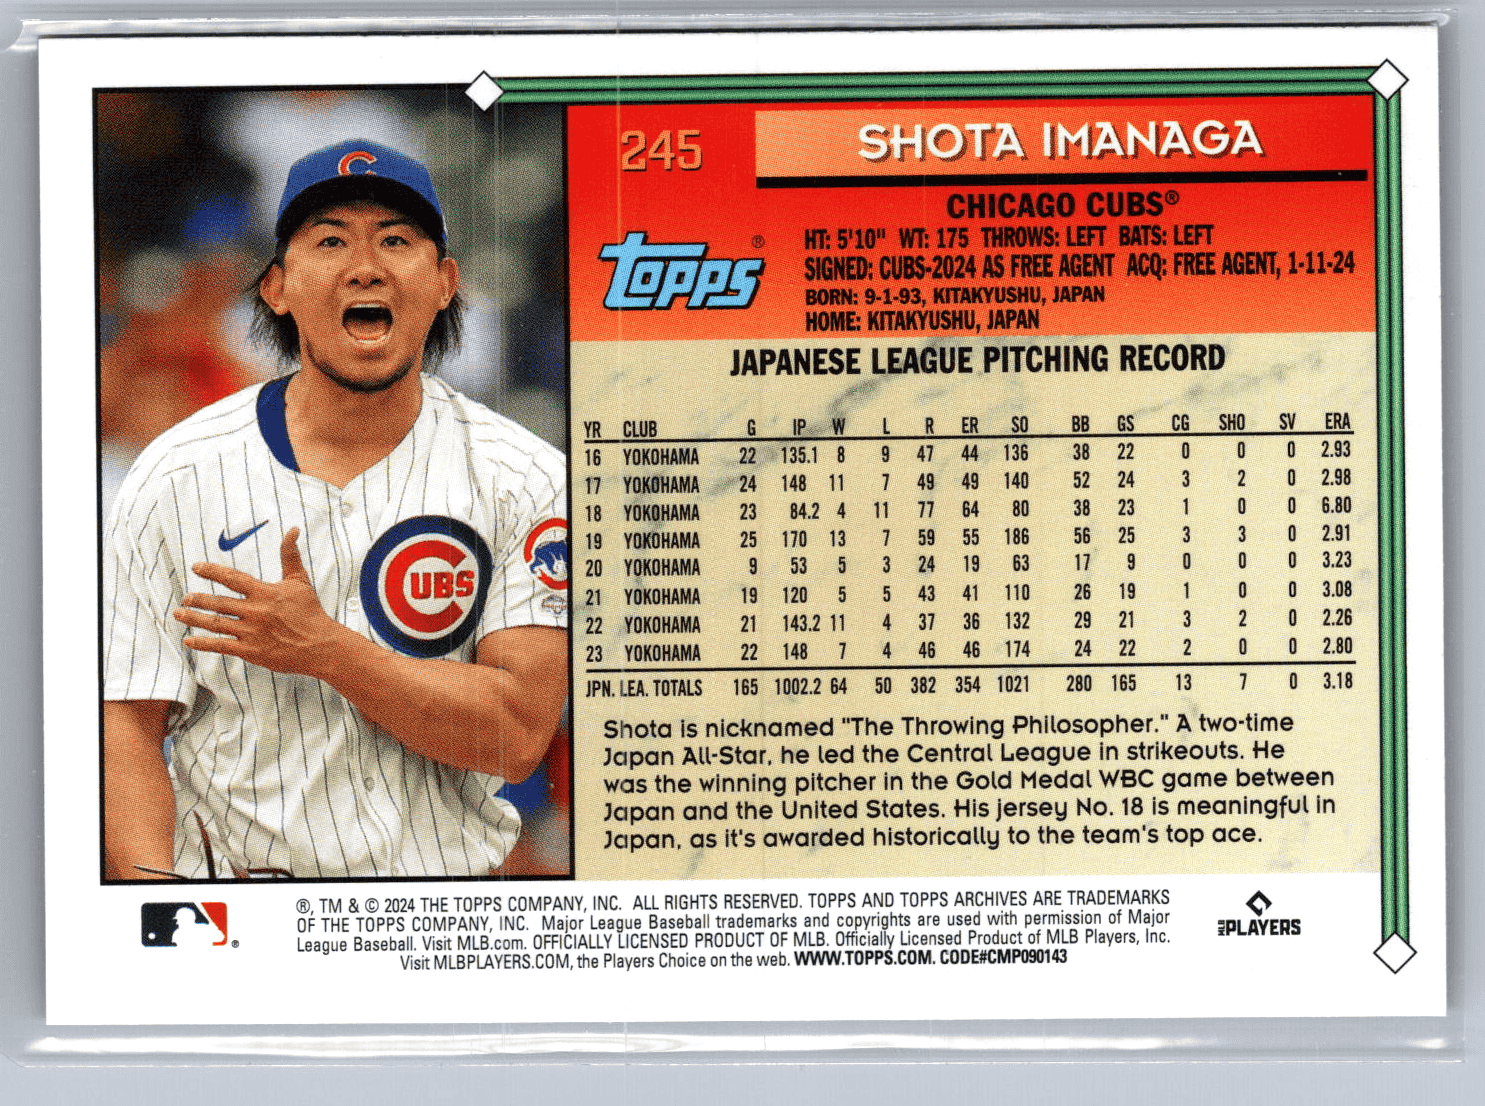 245
SHOTA IMANAGA
CHICAGO CUBS®
topps®
HT: 5'10" WT: 175 THROWS: LEFT BATS: LEFT
SIGNED: CUBS-2024 AS FREE AGENT ACQ: FREE AGENT, 1-11-24
BORN: 9-1-93, KITAKYUSHU, JAPAN
HOME: KITAKYUSHU, JAPAN
C
CUBS
JAPANESE LEAGUE PITCHING RECORD
YR CLUB G IP W L R ER SO BB GS CG SHO SV ERA
16 YOKOHAMA 22 135.1 8 9 47 44 136 38 22 0 0 0 2.93
17 YOKOHAMA 24 148 11 7 49 49 140 52 24 3 2 0 2.98
18 YOKOHAMA 23 84.2 4 11 77 64 80 38 23 1 0 0 6.80
19 YOKOHAMA 25 170 13 7 59 55 186 56 25 3 3 0 2.91
20 YOKOHAMA 9 53 5 3 24 19 63 17 9 0 0 0 3.23
21 YOKOHAMA 19 120 5 5 43 41 110 26 19 1 0 0 3.08
22 YOKOHAMA 21 143.2 11 4 37 36 132 29 21 3 2 0 2.26
23 YOKOHAMA 22 148 7 4 46 46 174 24 22 2 0 0 2.80
JPN. LEA. TOTALS 165 1002.2 64 50 382 354 1021 280 165 13 7 0 3.18
Shota is nicknamed "The Throwing Philosopher." A two-time
Japan All-Star, he led the Central League in strikeouts. He
was the winning pitcher in the Gold Medal WBC game between
Japan and the United States. His jersey No. 18 is meaningful in
Japan, as it's awarded historically to the team's top ace.
®, TM & © 2024 THE TOPPS COMPANY, INC. ALL RIGHTS RESERVED. TOPPS AND TOPPS ARCHIVES ARE TRADEMARKS
OF THE TOPPS COMPANY, INC. Major League Baseball trademarks and copyrights are used with permission of Major
League Baseball. Visit MLB.com. OFFICIALLY LICENSED PRODUCT OF MLB. Officially Licensed Product of MLB Players, Inc.
Visit MLBPLAYERS.COM, the Players Choice on the web. WWW.TOPPS.COM. CODE#CMP090143
®
MLB PLAYERS